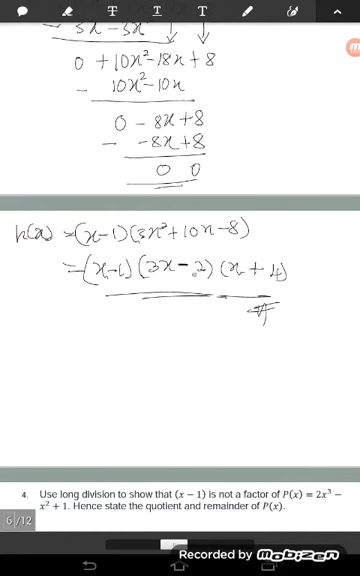 3x - 3x
0 + 10x² - 18x + 8
- 10x² - 10x
0 - 8x + 8
- - 8x + 8
0 0
h(x) = (x - 1)(3x² + 10x - 8)
= (x - 1)(3x - 2)(x + 4)
4. Use long division to show that (x − 1) is not a factor of P(x) = 2x³ −
x² + 1. Hence state the quotient and remainder of P(x).
6 /12
Recorded by Mobizen